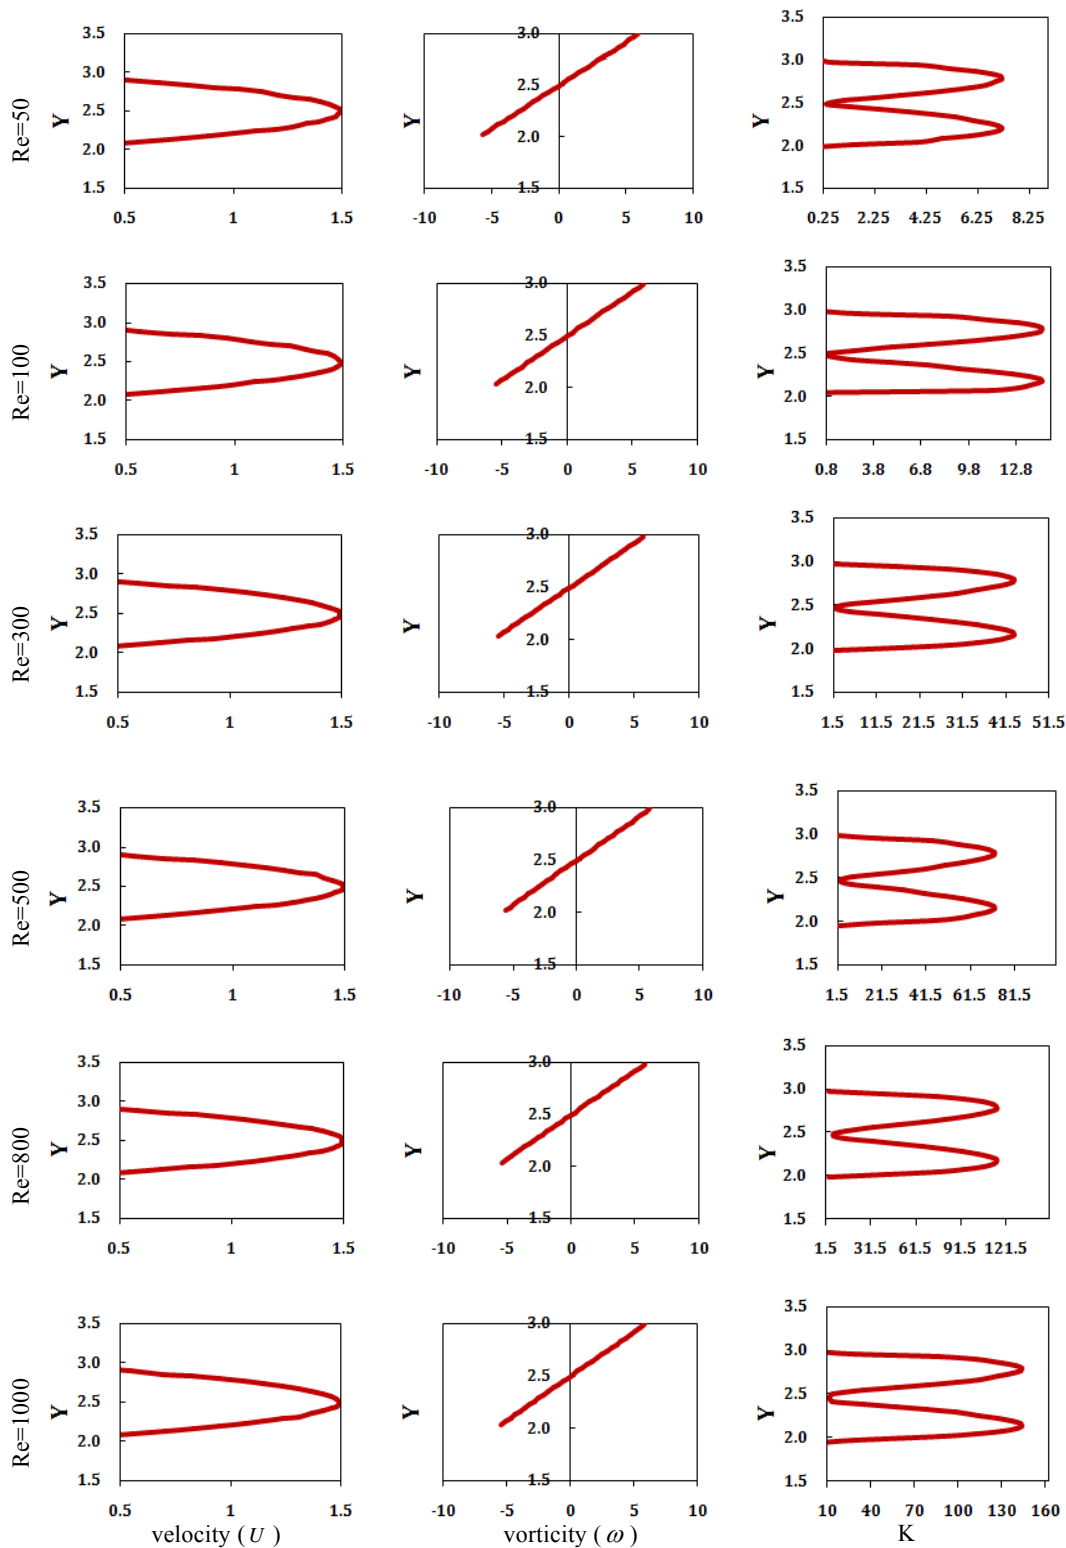 3.5 3.0 2.5 2.0 1.5
Y
0.5 1 1.5
3.0 2.5 2.0 1.5
Y
-10 -5 0 5 10
3.5 3.0 2.5 2.0 1.5
Y
0.25 2.25 4.25 6.25 8.25
Re=50
3.5 3.0 2.5 2.0 1.5
Y
0.5 1 1.5
3.0 2.5 2.0 1.5
Y
-10 -5 0 5 10
3.5 3.0 2.5 2.0 1.5
Y
0.8 3.8 6.8 9.8 12.8
Re=100
3.5 3.0 2.5 2.0 1.5
Y
0.5 1 1.5
3.0 2.5 2.0 1.5
Y
-10 -5 0 5 10
3.5 3.0 2.5 2.0 1.5
Y
1.5 11.5 21.5 31.5 41.5 51.5
Re=300
3.5 3.0 2.5 2.0 1.5
Y
0.5 1 1.5
3.0 2.5 2.0 1.5
Y
-10 -5 0 5 10
3.5 3.0 2.5 2.0 1.5
Y
1.5 21.5 41.5 61.5 81.5
Re=500
3.5 3.0 2.5 2.0 1.5
Y
0.5 1 1.5
3.0 2.5 2.0 1.5
Y
-10 -5 0 5 10
3.5 3.0 2.5 2.0 1.5
Y
1.5 31.5 61.5 91.5 121.5
Re=800
3.5 3.0 2.5 2.0 1.5
Y
0.5 1 1.5
3.0 2.5 2.0 1.5
Y
-10 -5 0 5 10
3.5 3.0 2.5 2.0 1.5
Y
10 40 70 100 130 160
Re=1000
velocity ( U )
vorticity ( ω )
K